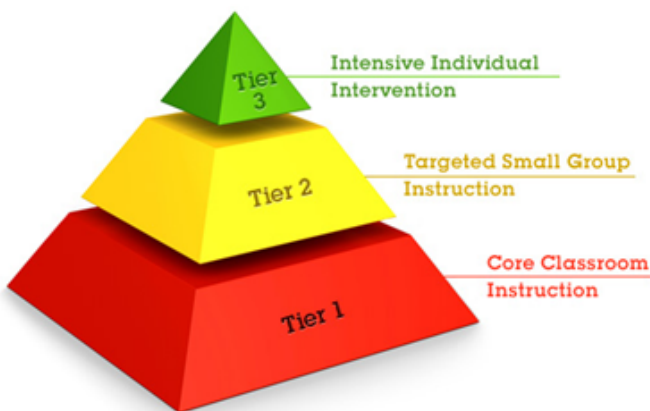 Tier
3
Intensive Individual
Intervention
Tier 2
Targeted Small Group
Instruction
Tier 1
Core Classroom
Instruction